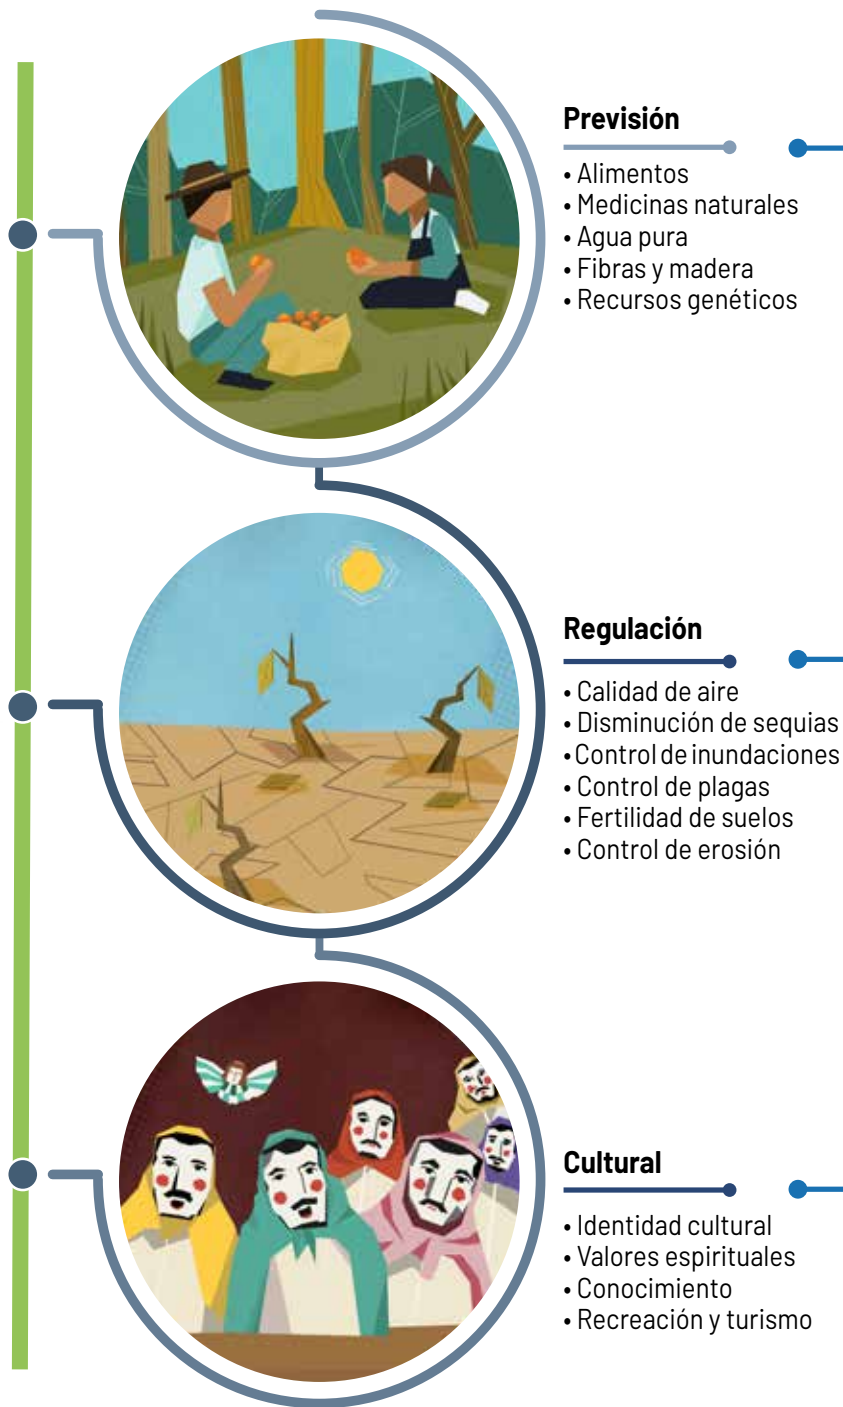 Previsión
• Alimentos
• Medicinas naturales
• Agua pura
• Fibras y madera
• Recursos genéticos
Regulación
• Calidad de aire
• Disminución de sequias
• Control de inundaciones
• Control de plagas
• Fertilidad de suelos
• Control de erosión
Cultural
• Identidad cultural
• Valores espirituales
• Conocimiento
• Recreación y turismo